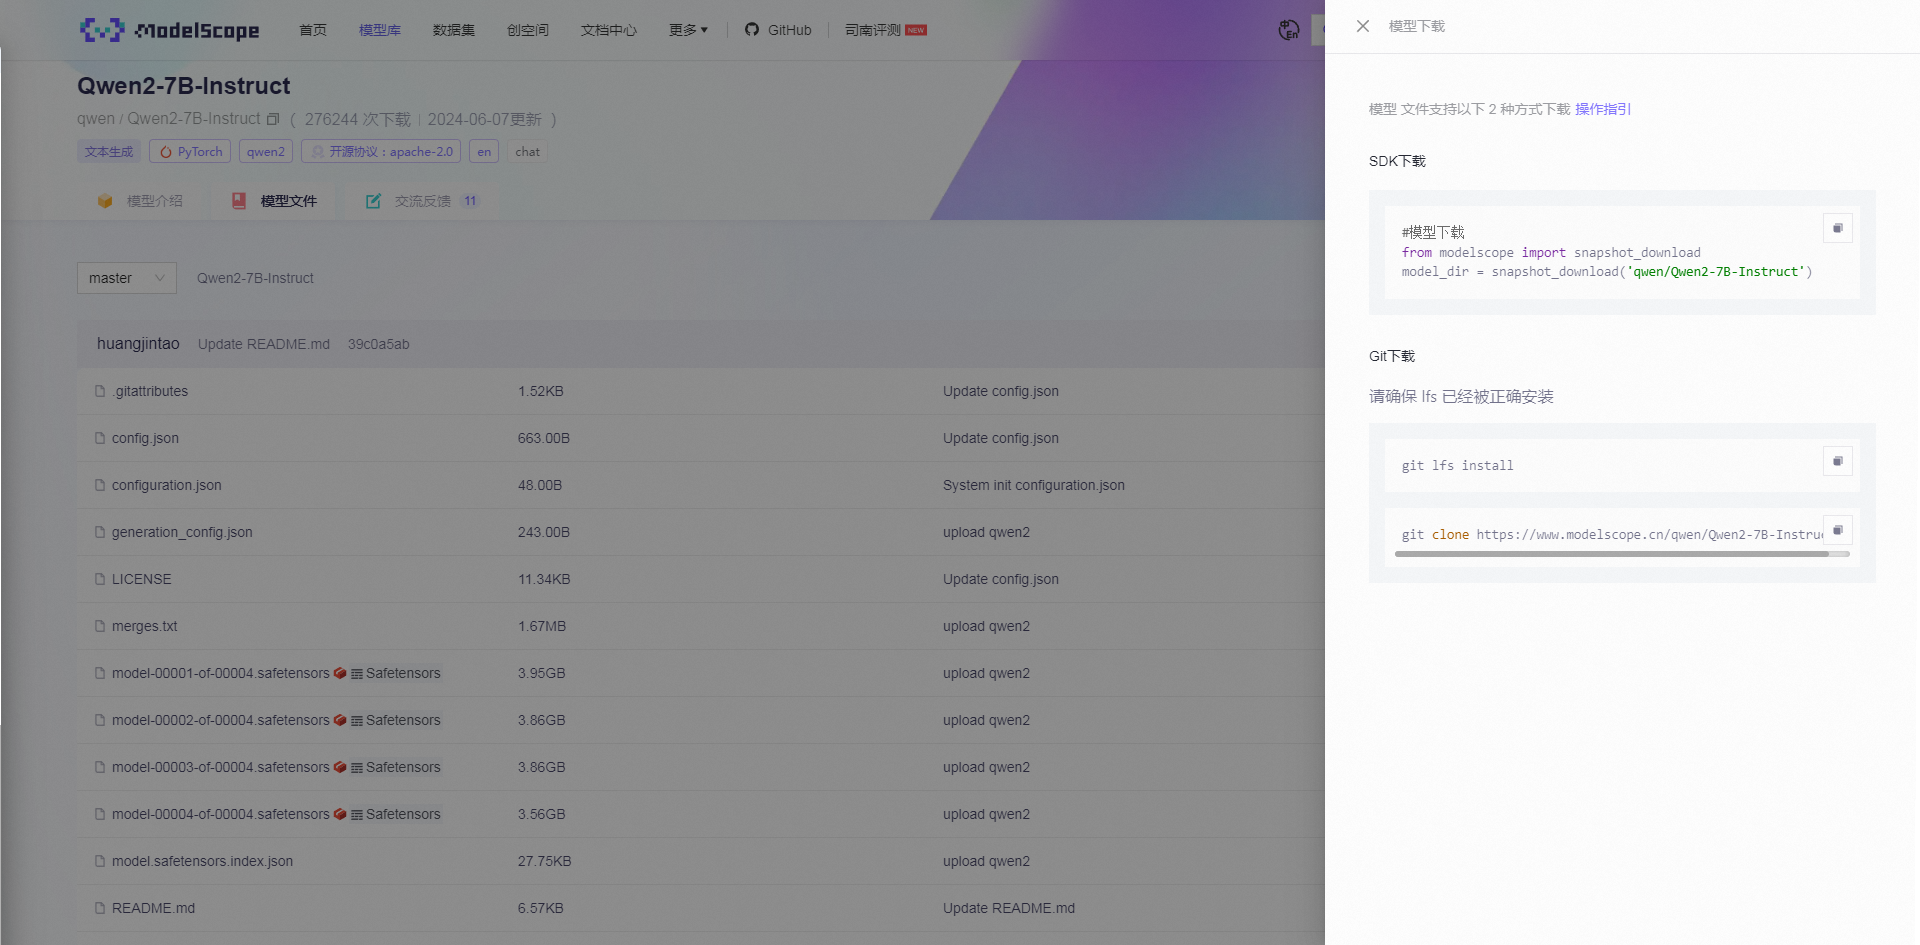 ModelScope 首页 模型库 数据集 创空间 文档中心 更多 GitHub 司南评测 NEW 中 En
Qwen2-7B-Instruct
qwen / Qwen2-7B-Instruct ( 276244 次下载 | 2024-06-07更新 )
文本生成 PyTorch qwen2 开源协议：apache-2.0 en chat
模型介绍 模型文件 交流反馈 11
master Qwen2-7B-Instruct
huangjintao Update README.md 39c0a5ab
.gitattributes 1.52KB Update config.json
config.json 663.00B Update config.json
configuration.json 48.00B System init configuration.json
generation_config.json 243.00B upload qwen2
LICENSE 11.34KB Update config.json
merges.txt 1.67MB upload qwen2
model-00001-of-00004.safetensors Safetensors 3.95GB upload qwen2
model-00002-of-00004.safetensors Safetensors 3.86GB upload qwen2
model-00003-of-00004.safetensors Safetensors 3.86GB upload qwen2
model-00004-of-00004.safetensors Safetensors 3.56GB upload qwen2
model.safetensors.index.json 27.75KB upload qwen2
README.md 6.57KB Update README.md
模型下载
模型 文件支持以下 2 种方式下载 操作指引
SDK下载
#模型下载
from modelscope import snapshot_download
model_dir = snapshot_download('qwen/Qwen2-7B-Instruct')
Git下载
请确保 lfs 已经被正确安装
git lfs install
git clone https://www.modelscope.cn/qwen/Qwen2-7B-Instruc